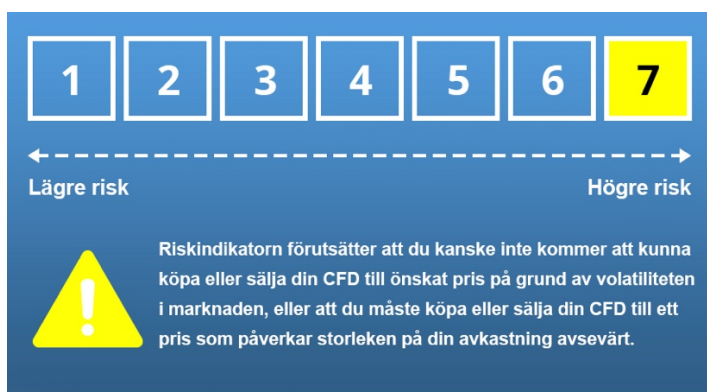 1 2 3 4 5 6 7
Lägre risk Högre risk
Riskindikatorn förutsätter att du kanske inte kommer att kunna
köpa eller sälja din CFD till önskat pris på grund av volatiliteten
i marknaden, eller att du måste köpa eller sälja din CFD till ett
pris som påverkar storleken på din avkastning avsevärt.